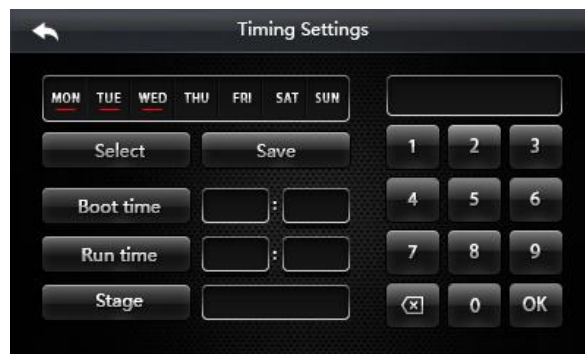 Timing Settings
MON TUE WED THU FRI SAT SUN
Select Save
Boot time :
Run time :
Stage
1 2 3
4 5 6
7 8 9
0 OK